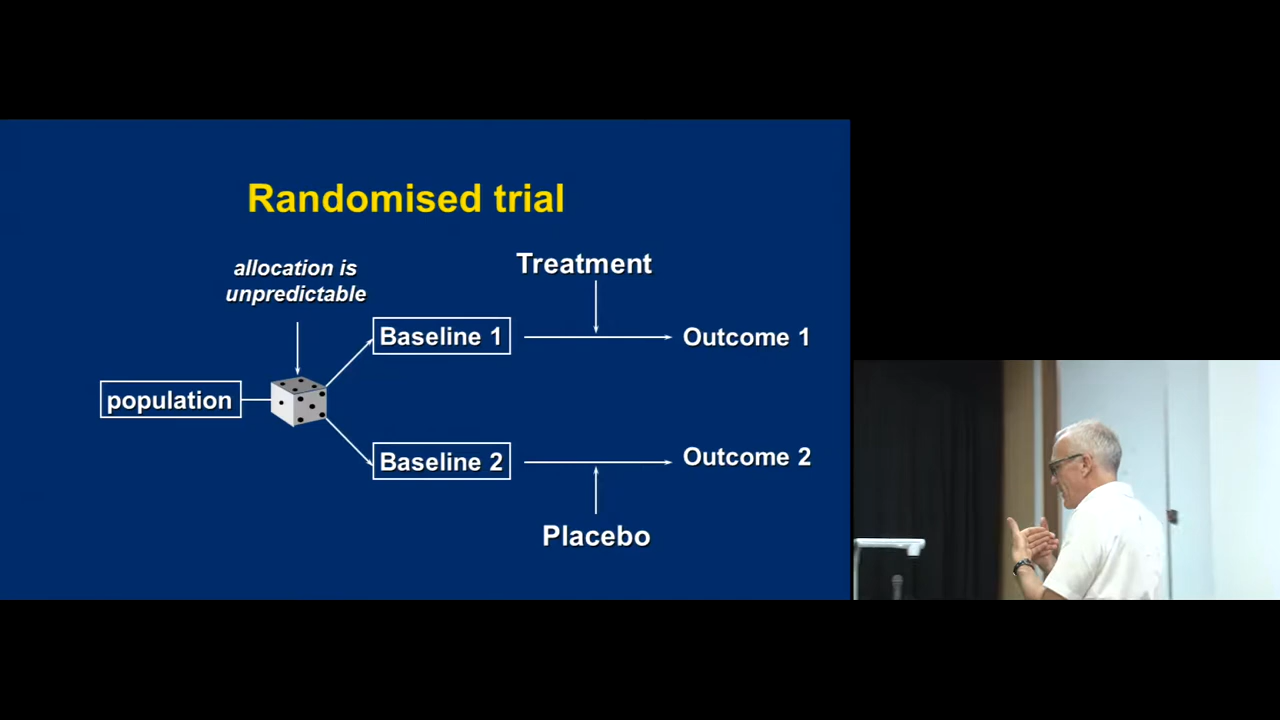 Randomised trial
allocation is
unpredictable
Treatment
Baseline 1
Outcome 1
population
Baseline 2
Outcome 2
Placebo